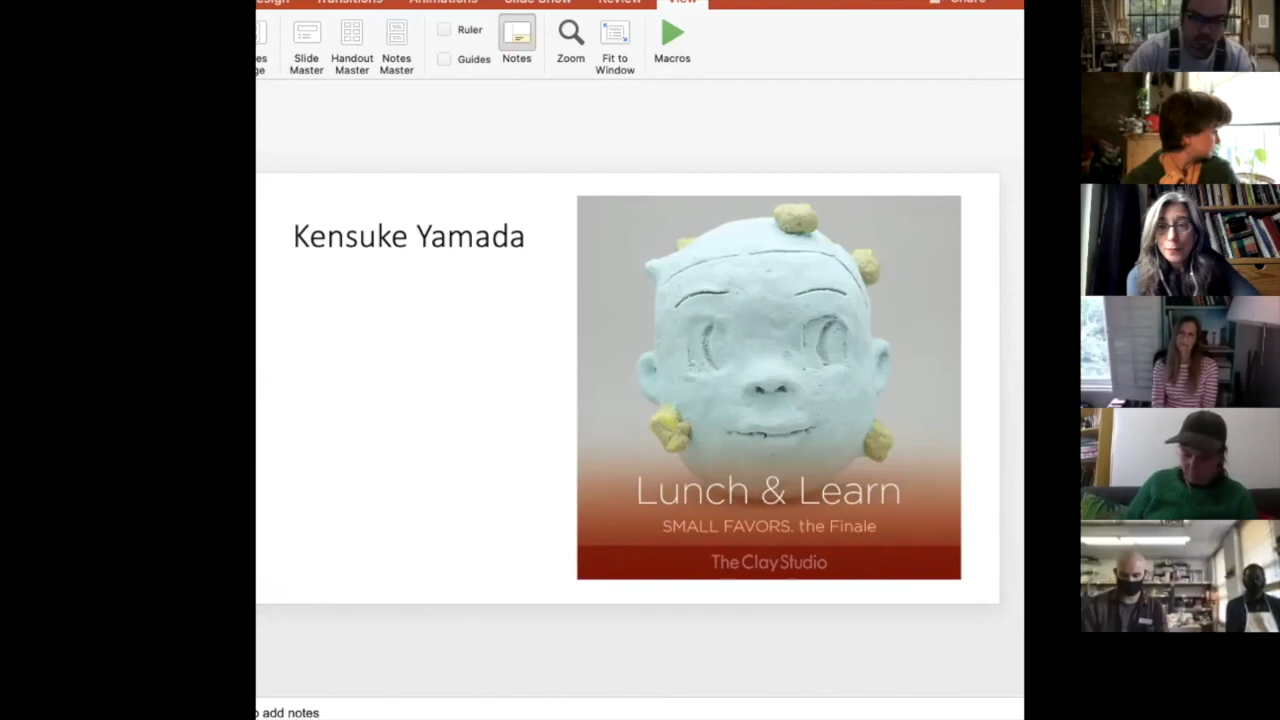 Share
Ruler
Guides
Slide Master
Handout Master
Notes Master
Notes
Zoom
Fit to Window
Macros
Kensuke Yamada
Lunch & Learn
SMALL FAVORS. the Finale
The Clay Studio
add notes